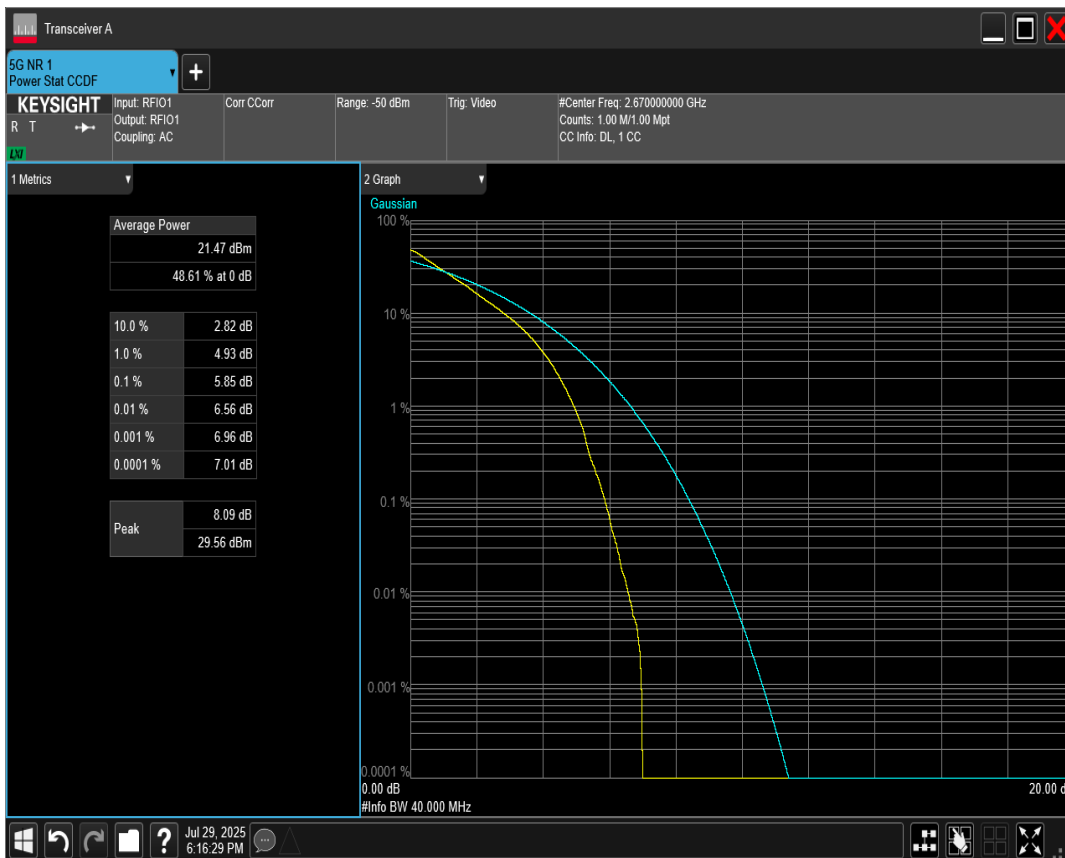 Transceiver A
5G NR 1
Power Stat CCDF
+
KEYSIGHT
R T
LXI
Input: RFIO1
Output: RFIO1
Coupling: AC
Corr CCorr
Range: -50 dBm
Trig: Video
#Center Freq: 2.670000000 GHz
Counts: 1.00 M/1.00 Mpt
CC Info: DL, 1 CC
1 Metrics
Average Power
21.47 dBm
48.61 % at 0 dB
10.0 % 2.82 dB
1.0 % 4.93 dB
0.1 % 5.85 dB
0.01 % 6.56 dB
0.001 % 6.96 dB
0.0001 % 7.01 dB
Peak
8.09 dB
29.56 dBm
2 Graph
Gaussian
100 %
10 %
1 %
0.1 %
0.01 %
0.001 %
0.0001 %
0.00 dB
20.00 d
#Info BW 40.000 MHz
?
Jul 29, 2025
6:16:29 PM